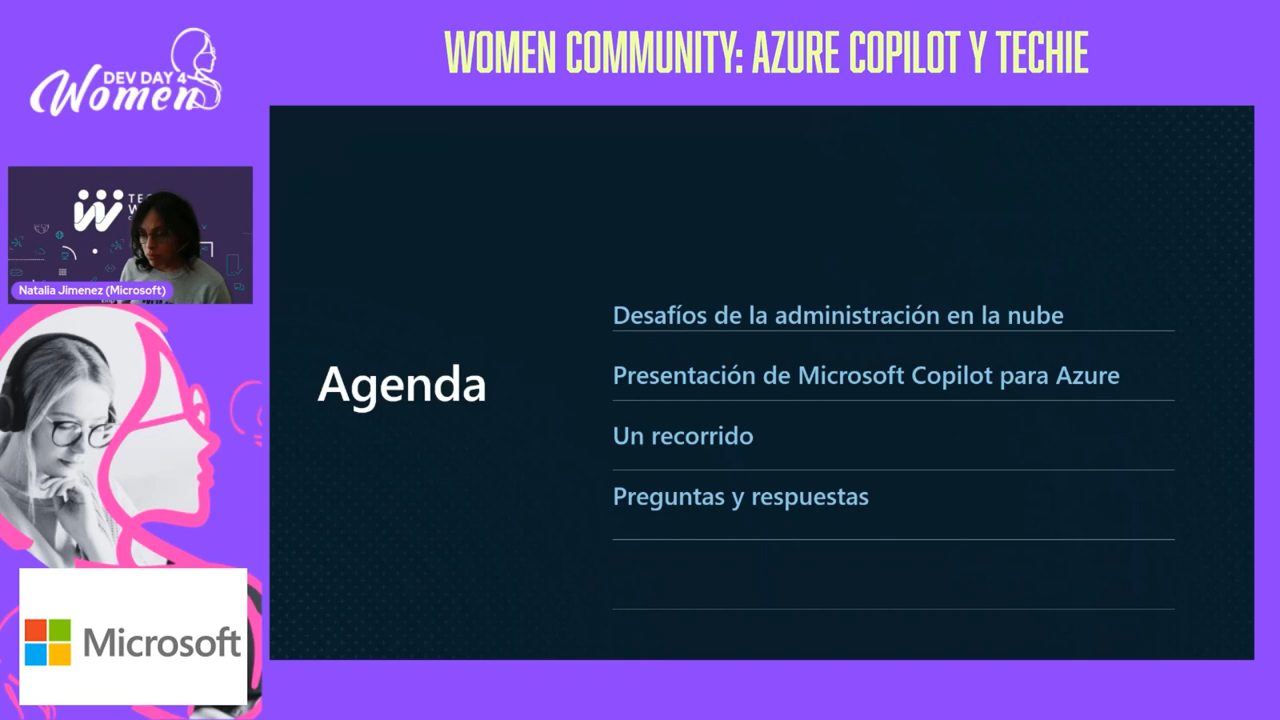 WOMEN COMMUNITY: AZURE COPILOT Y TECHIE
DEV DAY 4
Women
Natalia Jimenez (Microsoft)
Agenda
Desafíos de la administración en la nube
Presentación de Microsoft Copilot para Azure
Un recorrido
Preguntas y respuestas
Microsoft